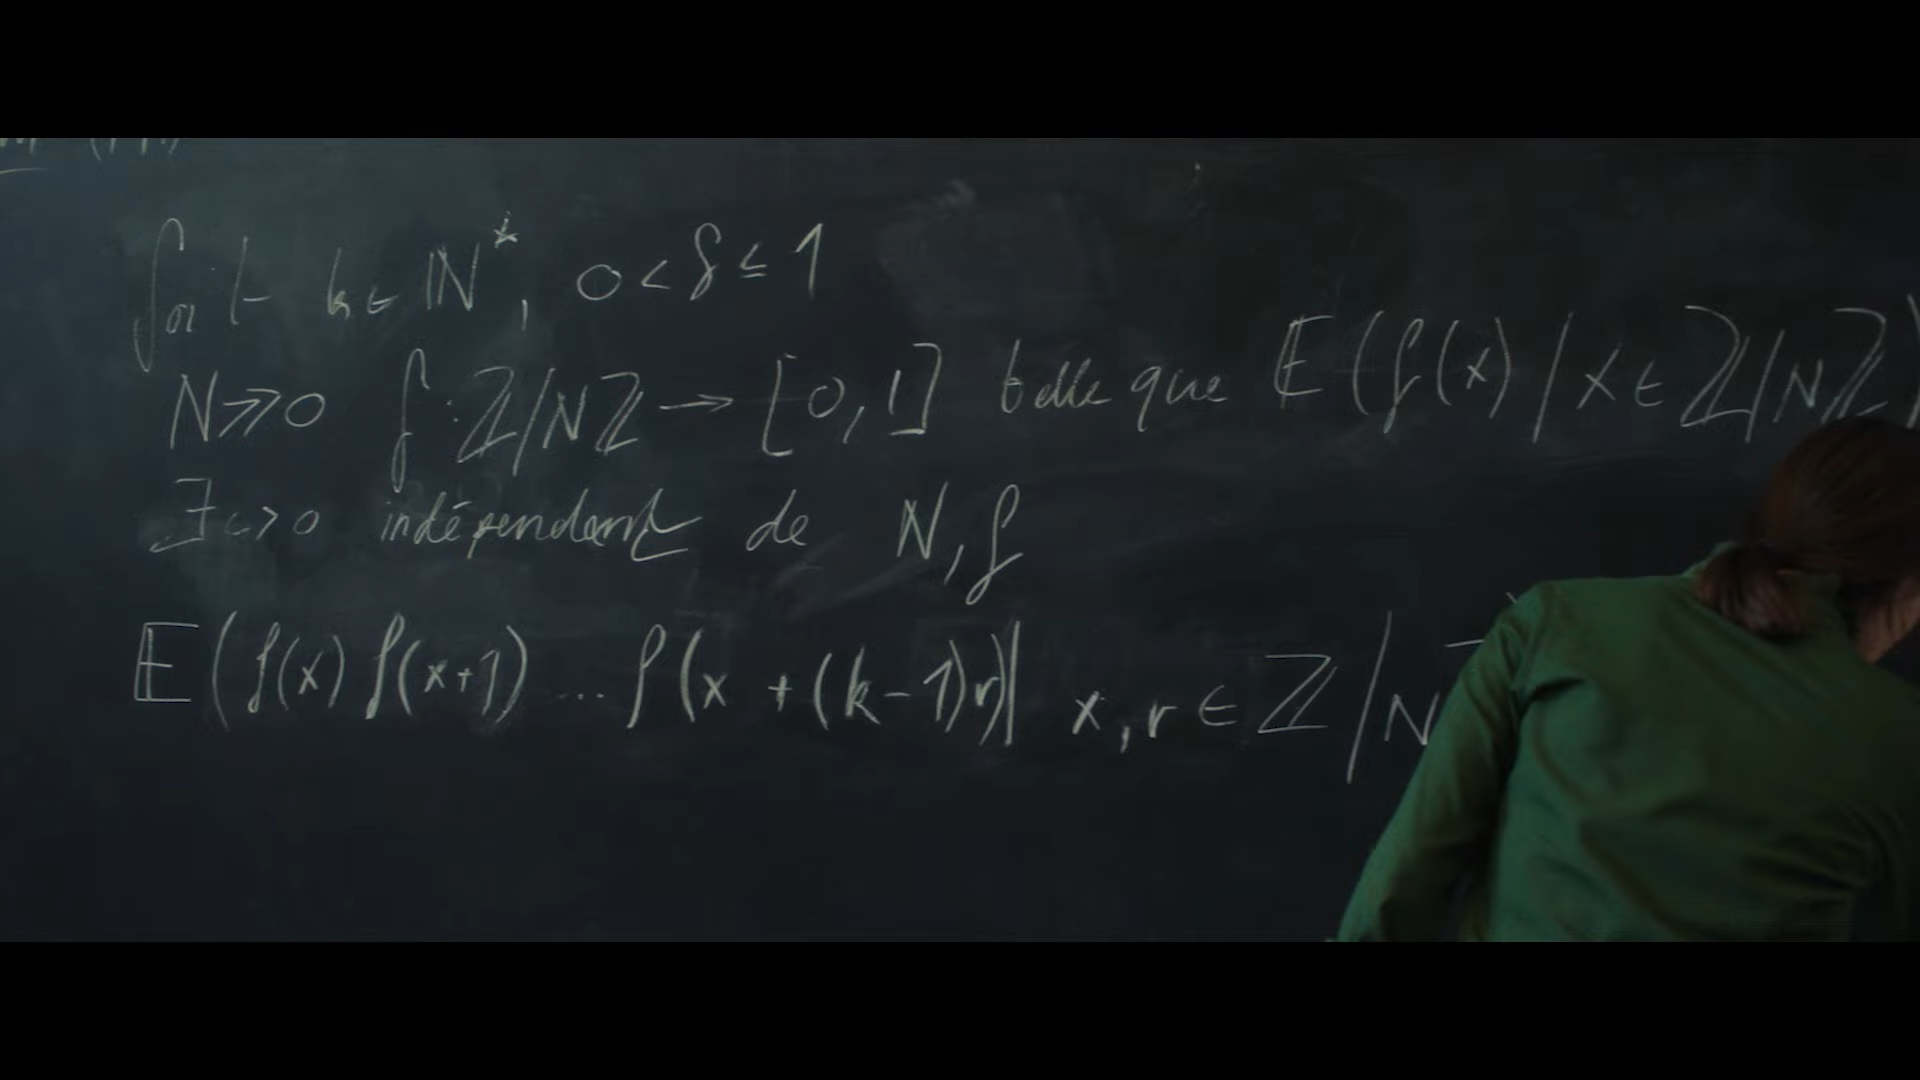 Soit k ∈ ℕ*, 0 < δ ≤ 1
N ≫ 0 f : ℤ/Nℤ → [0,1] telle que 𝔼(f(x) | x ∈ ℤ/Nℤ)
∃ c > 0 indépendant de N, f
𝔼(f(x) f(x+1) ... f(x + (k-1)r) | x, r ∈ ℤ/N